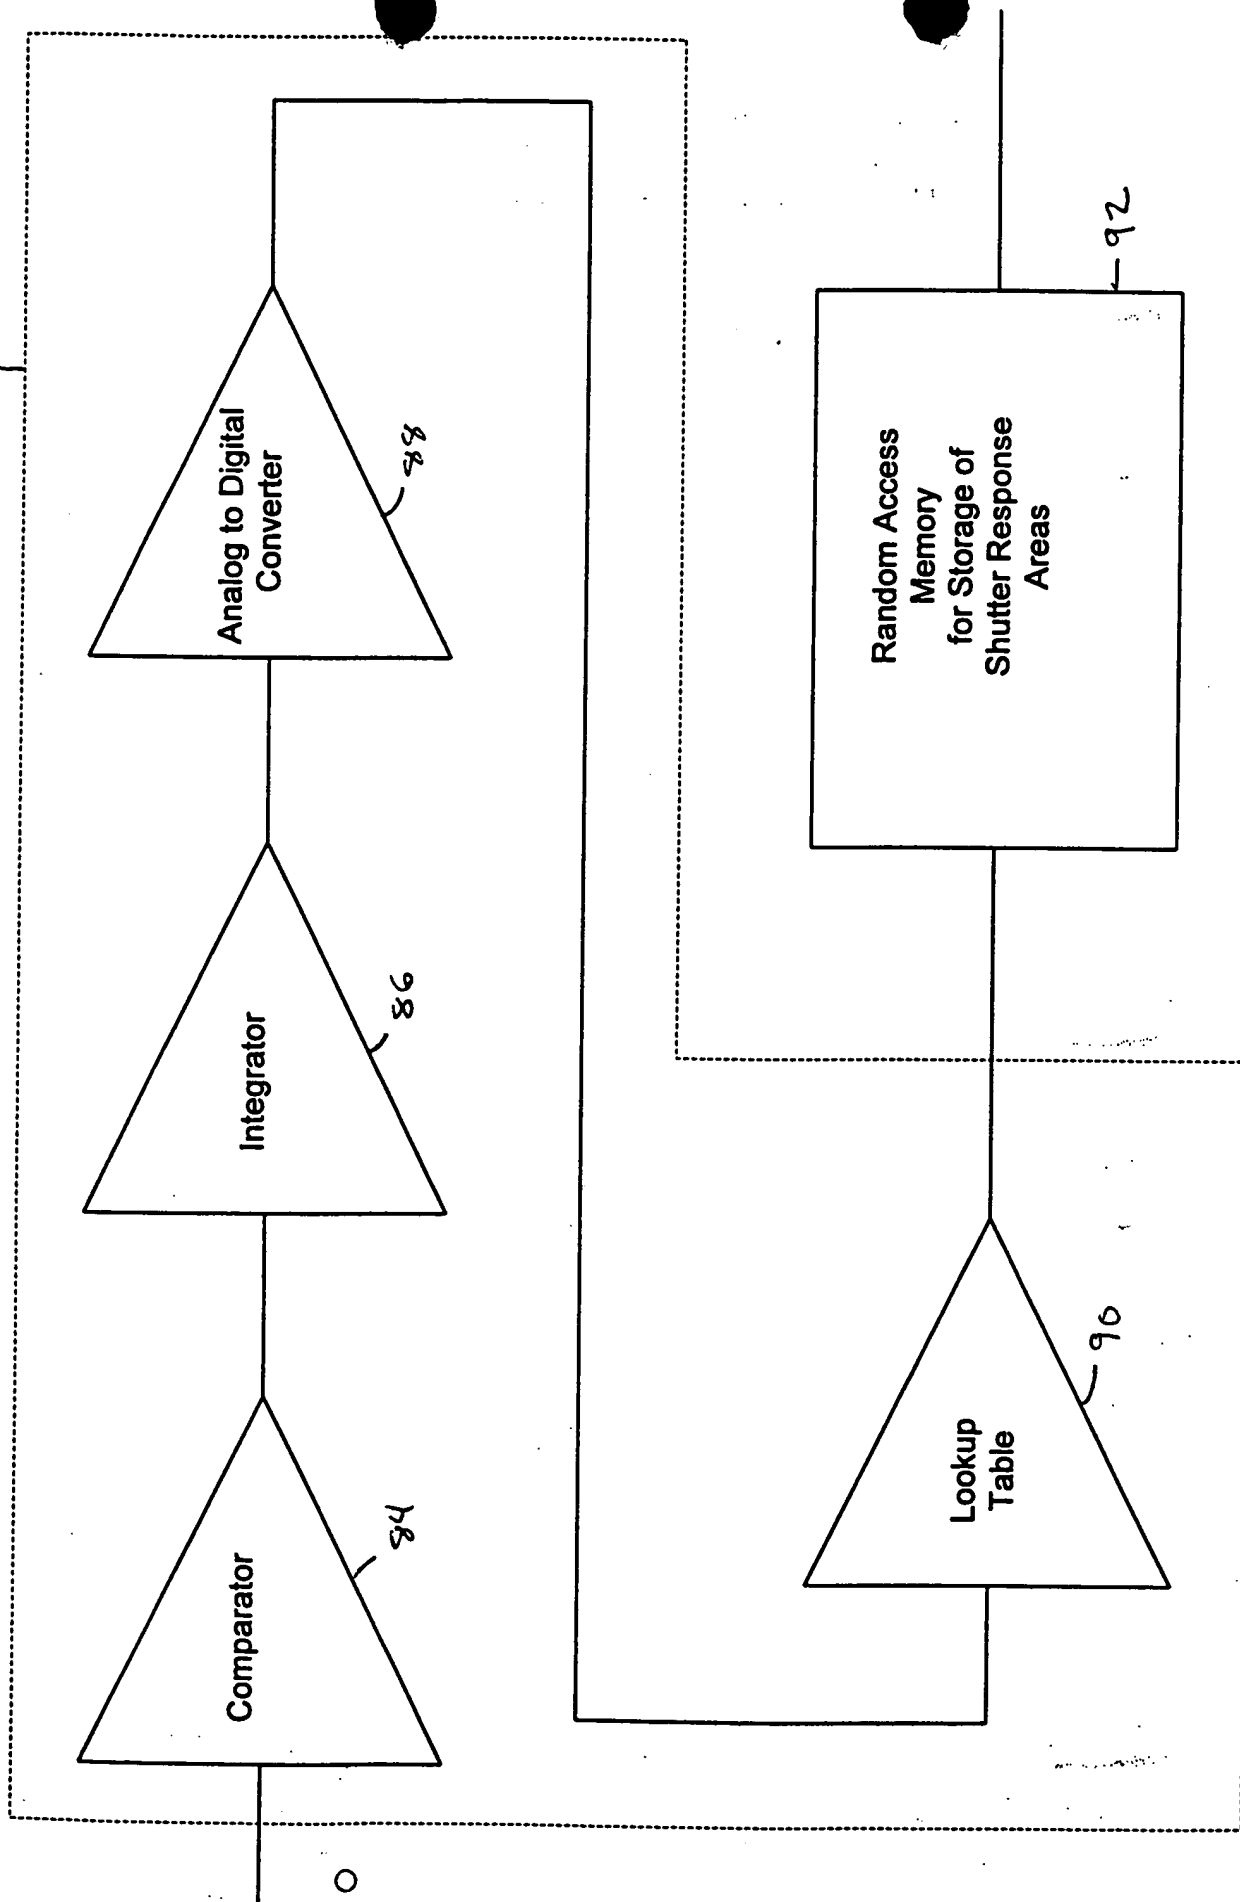 Comparator
84
Integrator
86
Analog to Digital
Converter
88
Lookup
Table
90
Random Access
Memory
for Storage of
Shutter Response
Areas
92